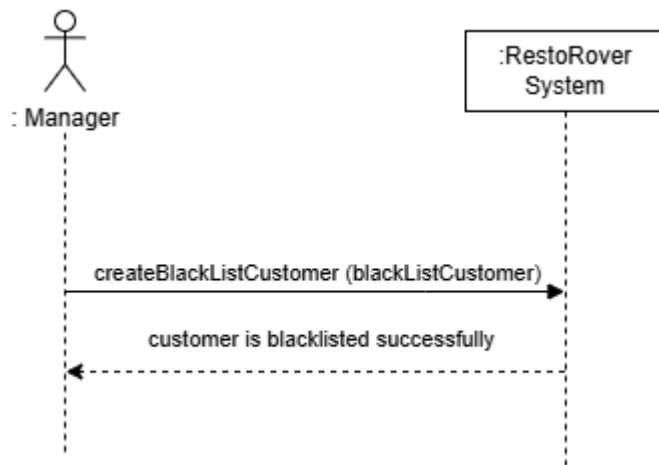 : Manager
:RestoRover
System
createBlackListCustomer (blackListCustomer)
customer is blacklisted successfully